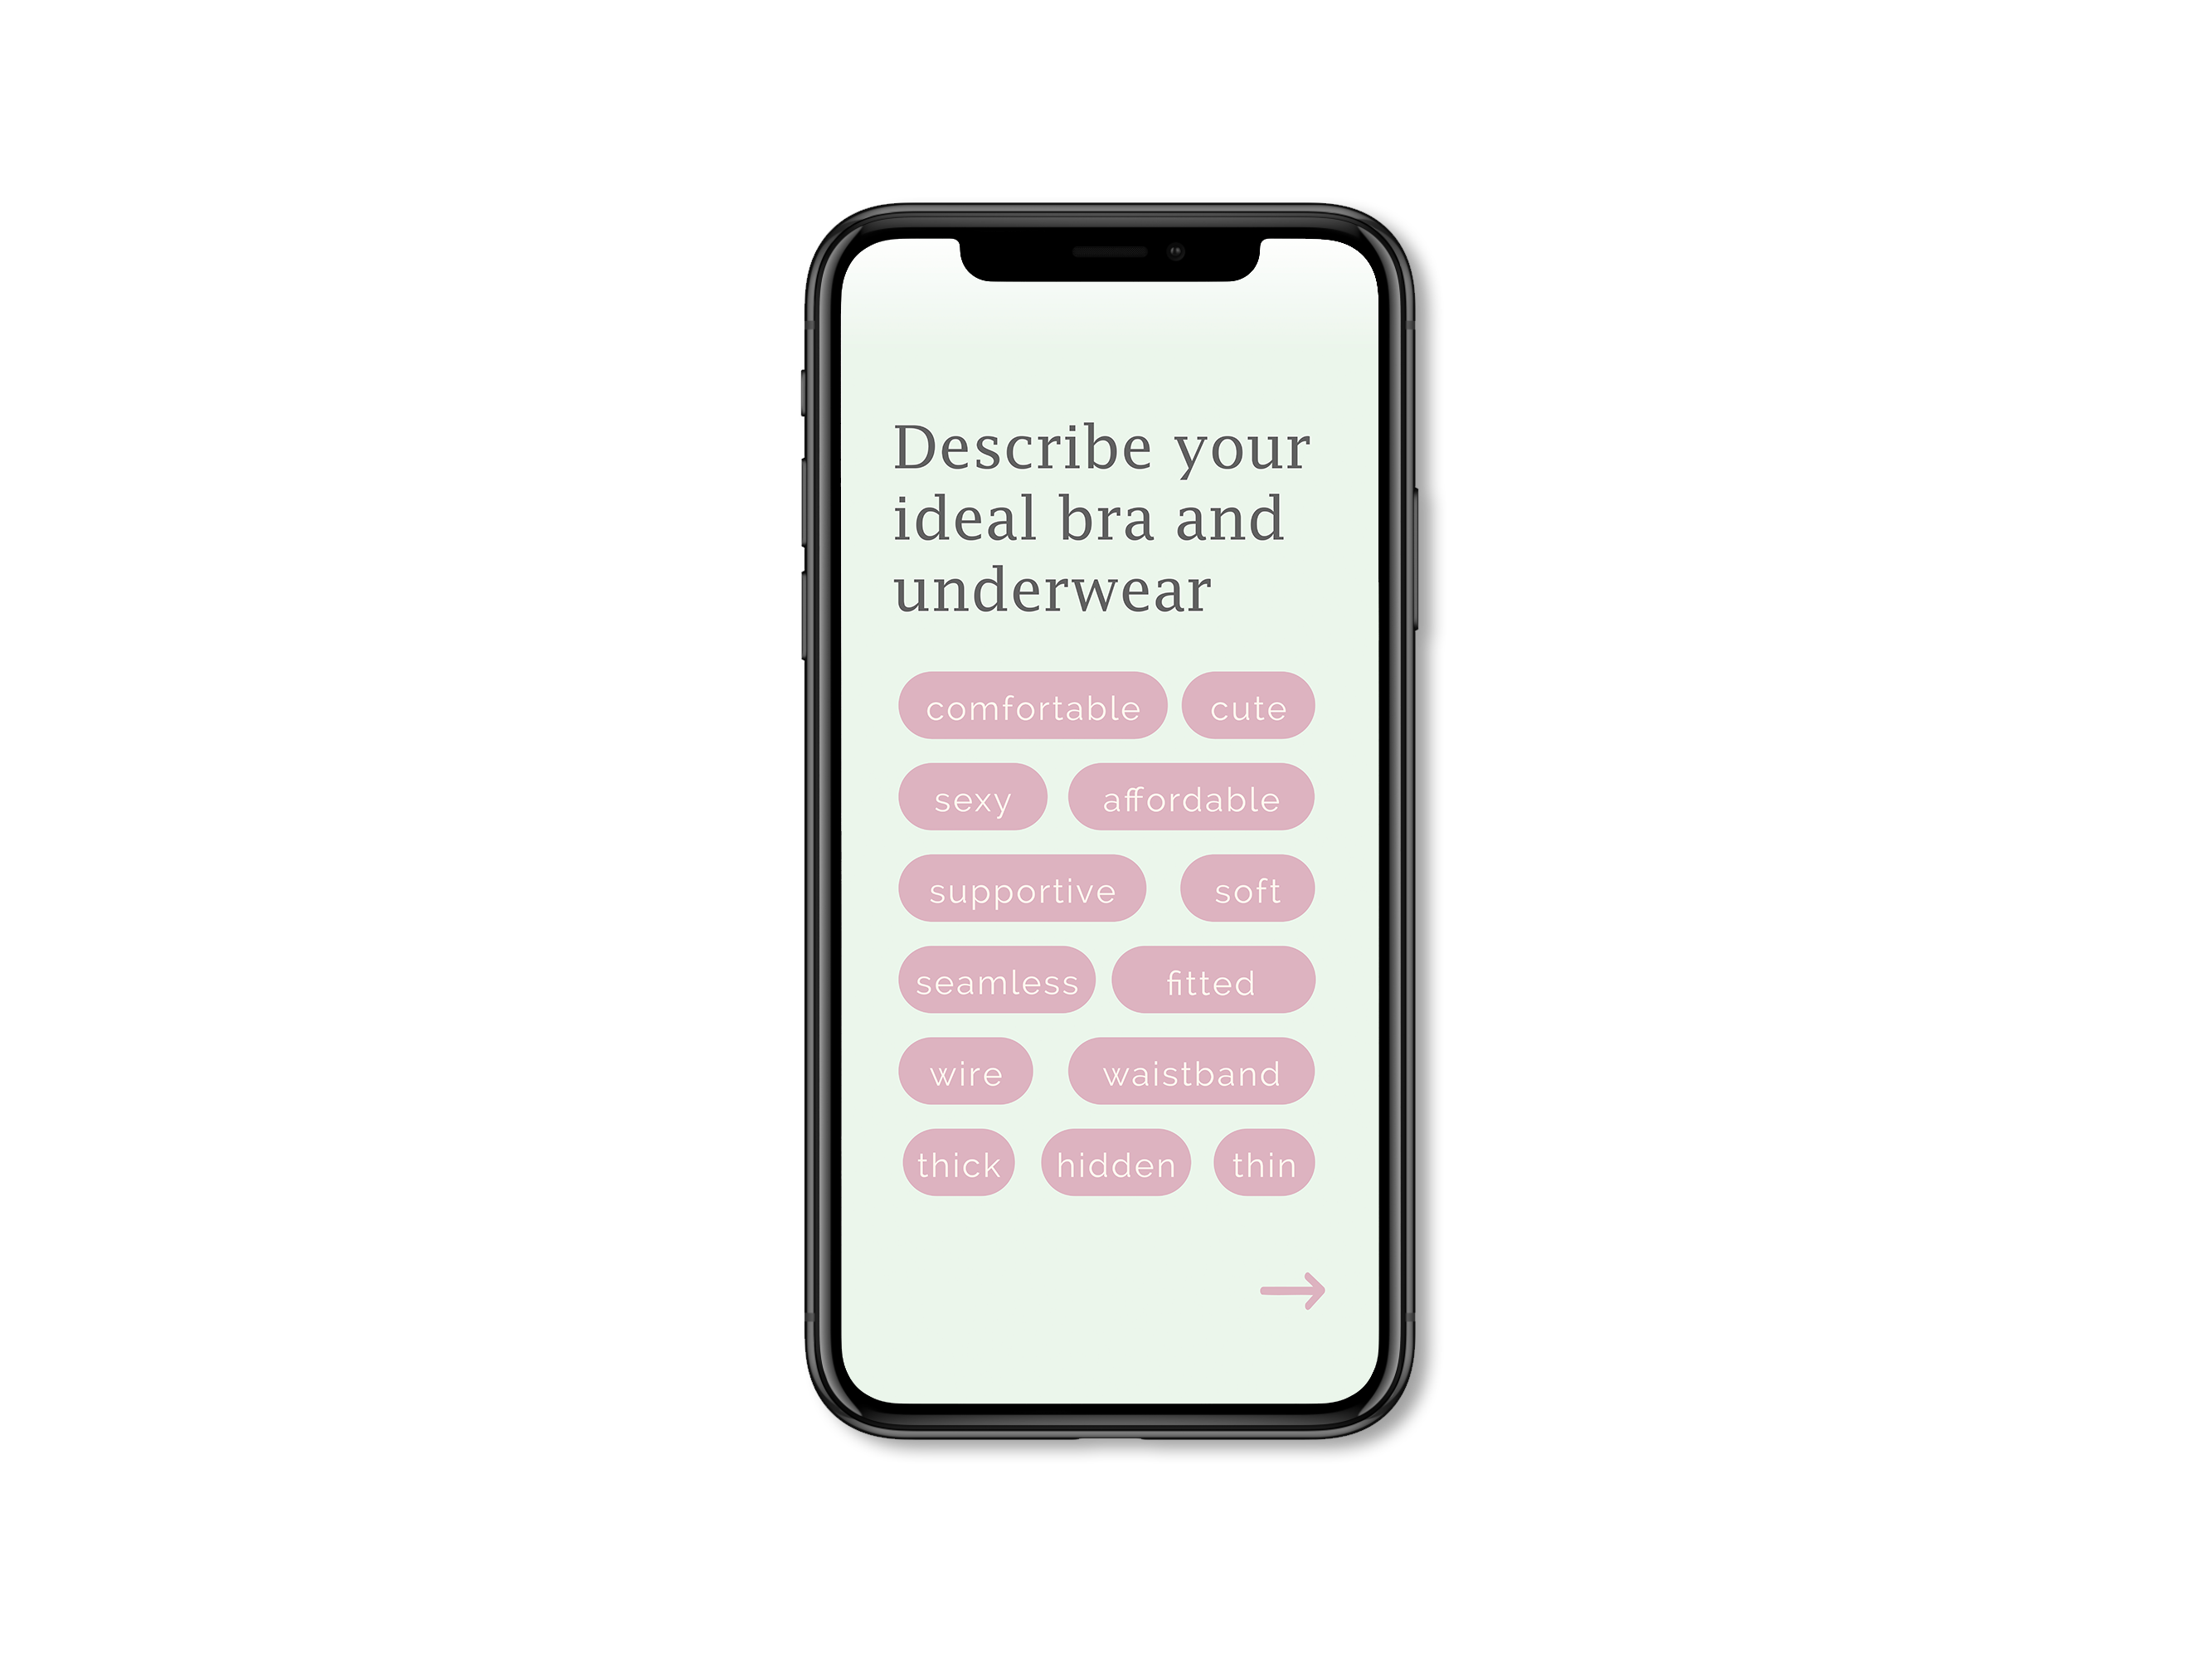 Describe your
ideal bra and
underwear
comfortable cute
sexy affordable
supportive soft
seamless fitted
wire waistband
thick hidden thin